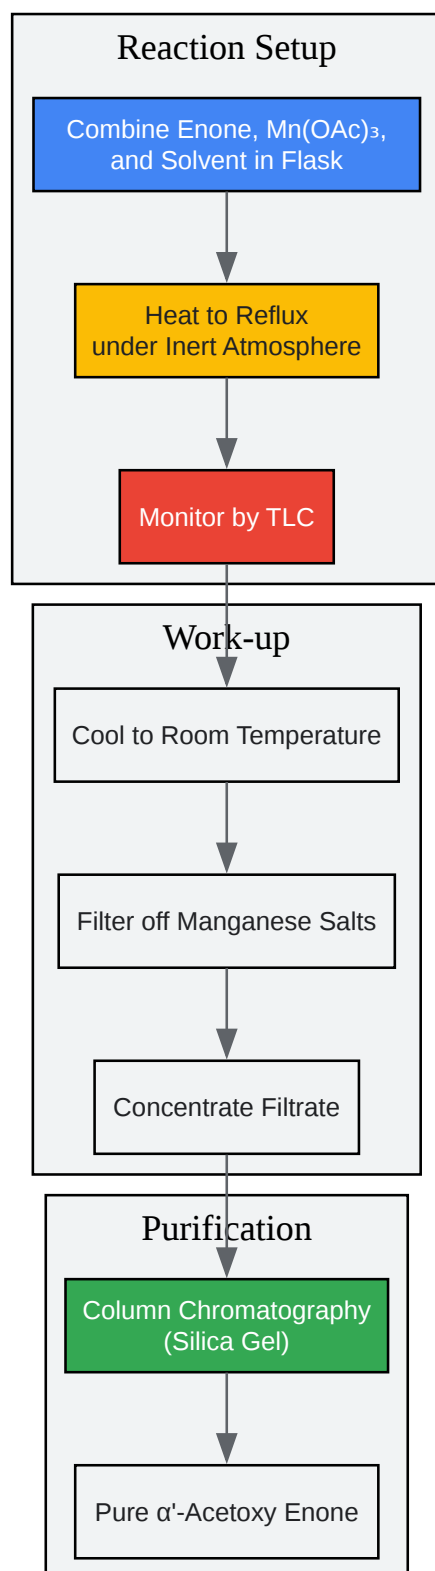 Reaction Setup
Combine Enone, Mn(OAc)₃,
and Solvent in Flask
Heat to Reflux
under Inert Atmosphere
Monitor by TLC
Work-up
Cool to Room Temperature
Filter off Manganese Salts
Concentrate Filtrate
Purification
Column Chromatography
(Silica Gel)
Pure α'-Acetoxy Enone